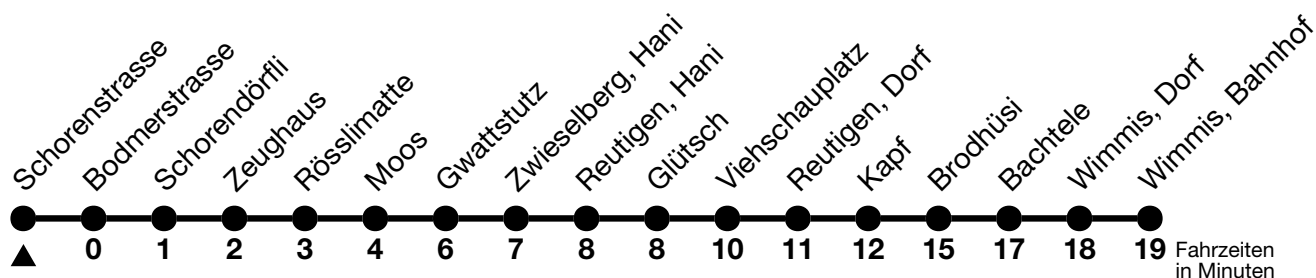 Schorenstrasse
Bodmerstrasse
Schorendörfli
Zeughaus
Rösslimatte
Moos
Gwattstutz
Zwieselberg, Hani
Reutigen, Hani
Glütsch
Viehschauplatz
Reutigen, Dorf
Kapf
Brodhüsi
Bachtele
Wimmis, Dorf
Wimmis, Bahnhof
0 1 2 3 4 6 7 8 8 10 11 12 15 17 18 19 Fahrzeiten
in Minuten